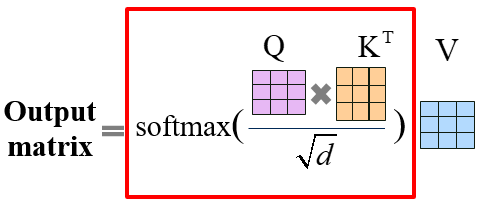 Q K^T V
Output matrix = softmax( × / √d )